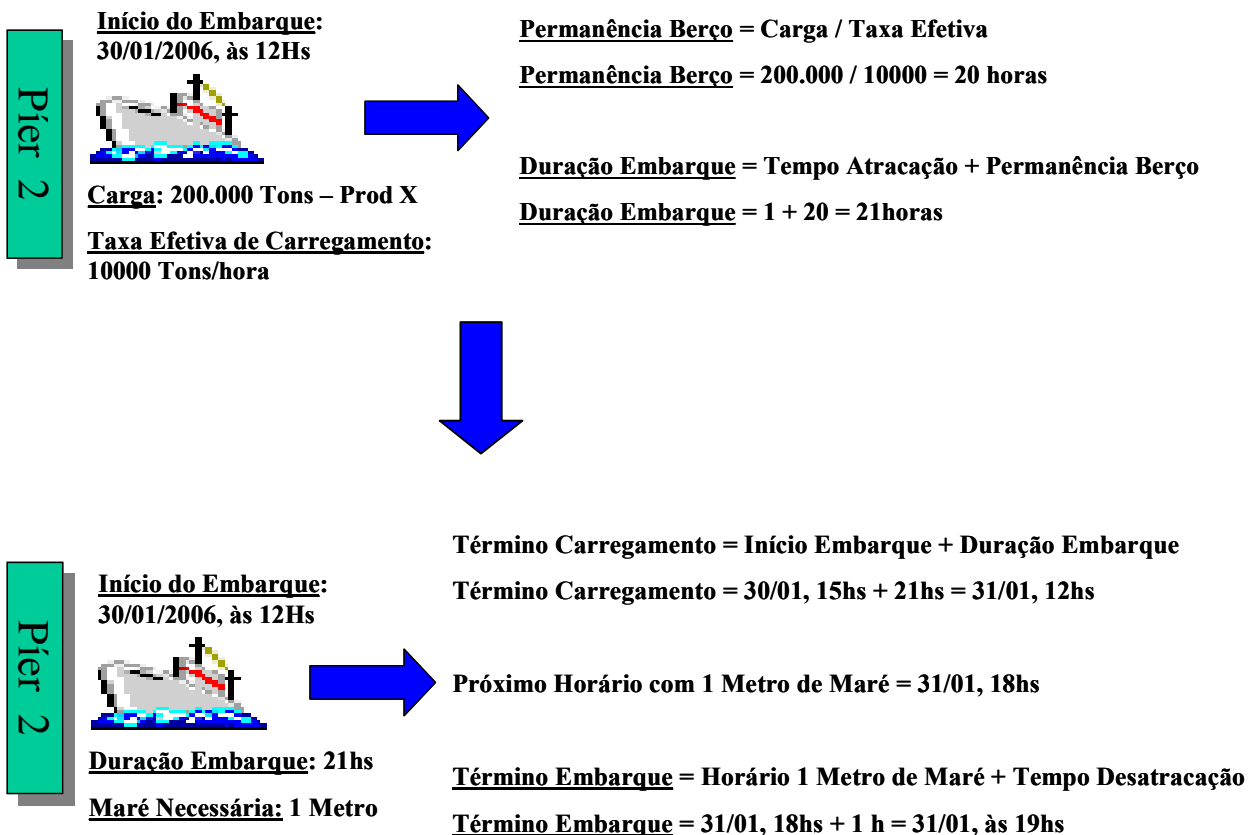 Píer 2
Início do Embarque:
30/01/2006, às 12Hs
Carga: 200.000 Tons – Prod X
Taxa Efetiva de Carregamento:
10000 Tons/hora
Permanência Berço = Carga / Taxa Efetiva
Permanência Berço = 200.000 / 10000 = 20 horas
Duração Embarque = Tempo Atracação + Permanência Berço
Duração Embarque = 1 + 20 = 21horas
Píer 2
Início do Embarque:
30/01/2006, às 12Hs
Duração Embarque: 21hs
Maré Necessária: 1 Metro
Término Carregamento = Início Embarque + Duração Embarque
Término Carregamento = 30/01, 15hs + 21hs = 31/01, 12hs
Próximo Horário com 1 Metro de Maré = 31/01, 18hs
Término Embarque = Horário 1 Metro de Maré + Tempo Desatracação
Término Embarque = 31/01, 18hs + 1 h = 31/01, às 19hs